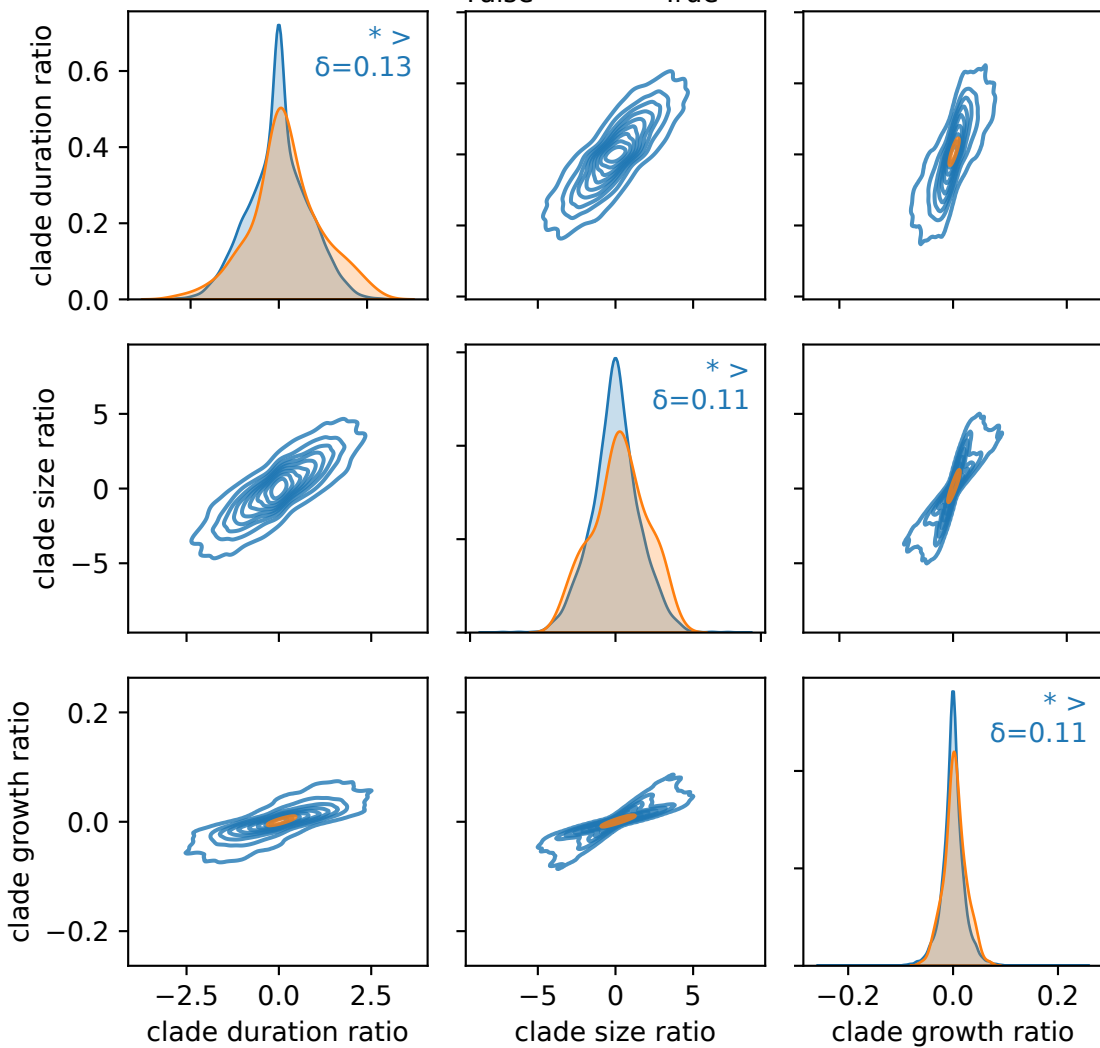 * >
δ=0.13
clade duration ratio
0.6
0.4
0.2
0.0
* >
δ=0.11
clade size ratio
5
0
−5
* >
δ=0.11
clade growth ratio
0.2
0.0
−0.2
−2.5 0.0 2.5 −5 0 5 −0.2 0.0 0.2
clade duration ratio clade size ratio clade growth ratio